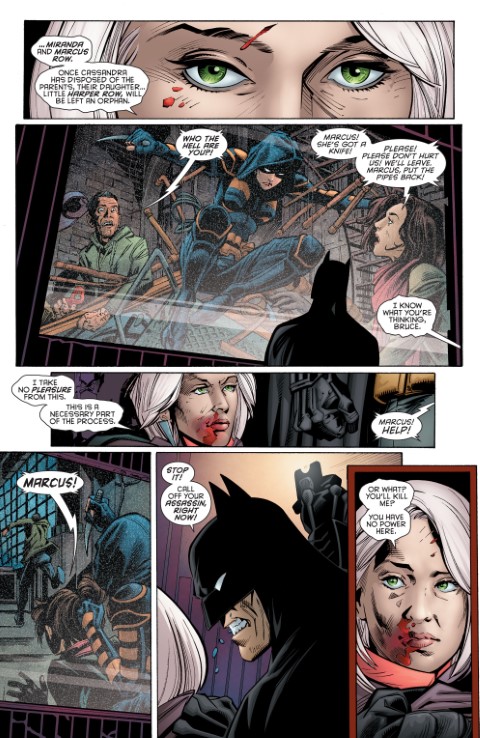 ...MIRANDA
AND MARCUS
ROW.
ONCE CASSANDRA
HAS DISPOSED OF THE
PARENTS, THEIR DAUGHTER...
LITTLE HARPER ROW, WILL
BE LEFT AN ORPHAN.
WHO THE
HELL ARE
YOU?!
MARCUS!
SHE'S GOT A
KNIFE!
PLEASE!
PLEASE DON'T HURT
US! WE'LL LEAVE.
MARCUS, PUT THE
PIPES BACK!
I KNOW
WHAT YOU'RE
THINKING,
BRUCE.
I TAKE
NO PLEASURE
FROM THIS.
THIS IS A
NECESSARY PART
OF THE PROCESS.
MARCUS!
HELP!
MARCUS!
STOP
IT!
CALL
OFF YOUR
ASSASSIN,
RIGHT
NOW!
OR WHAT?
YOU'LL KILL
ME?
YOU HAVE
NO POWER
HERE.